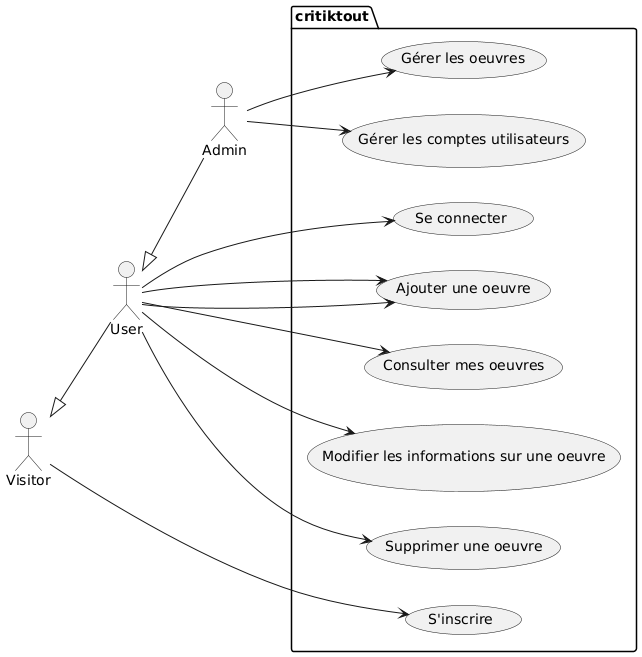 critiktout
Gérer les oeuvres
Admin
Gérer les comptes utilisateurs
Se connecter
User
Ajouter une oeuvre
Consulter mes oeuvres
Modifier les informations sur une oeuvre
Visitor
Supprimer une oeuvre
S'inscrire